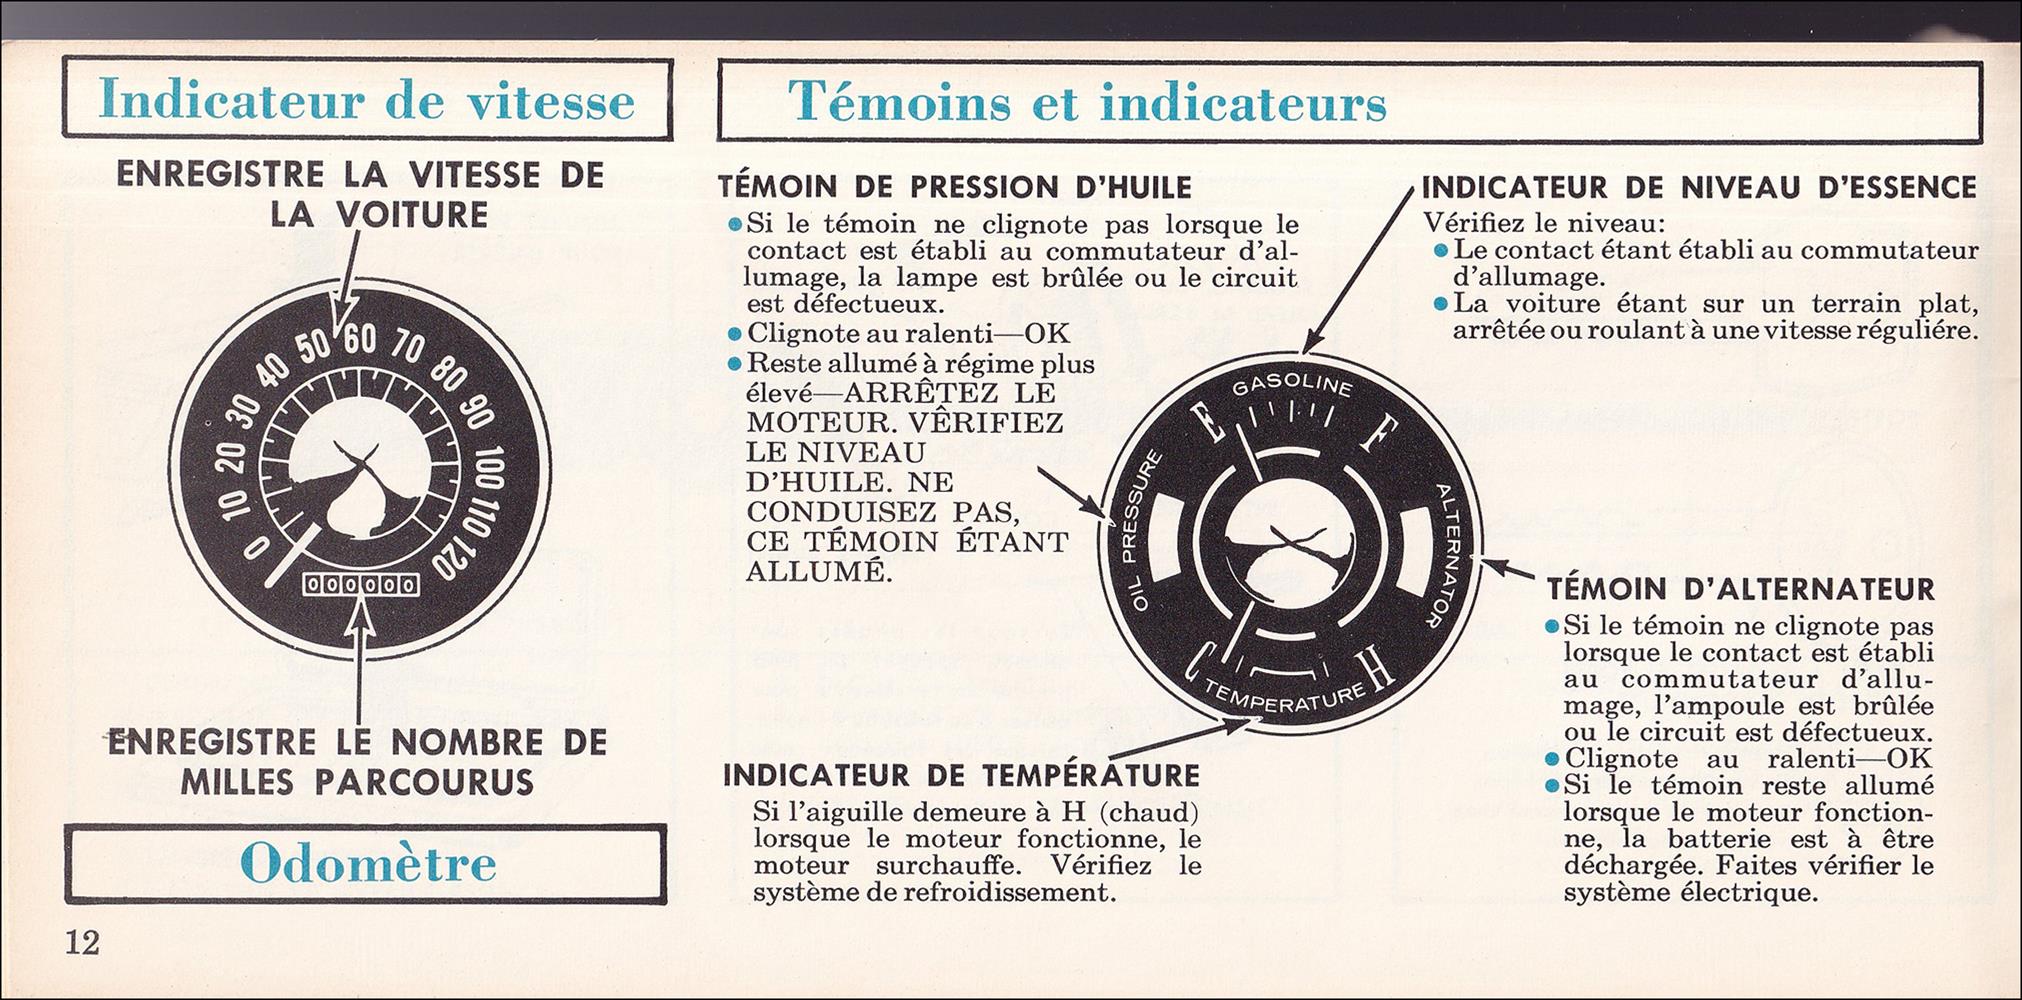 Indicateur de vitesse
ENREGISTRE LA VITESSE DE
LA VOITURE
0 10 20 30 40 50 60 70 80 90 100 110 120
000000
ENREGISTRE LE NOMBRE DE
MILLES PARCOURUS
Odomètre
12
Témoins et indicateurs
TÉMOIN DE PRESSION D'HUILE
●Si le témoin ne clignote pas lorsque le
contact est établi au commutateur d'al-
lumage, la lampe est brûlée ou le circuit
est défectueux.
●Clignote au ralenti—OK
●Reste allumé à régime plus
élevé—ARRÊTEZ LE
MOTEUR. VÊRIFIEZ
LE NIVEAU
D'HUILE. NE
CONDUISEZ PAS,
CE TÉMOIN ÉTANT
ALLUMÉ.
INDICATEUR DE NIVEAU D'ESSENCE
Vérifiez le niveau:
●Le contact étant établi au commutateur
d'allumage.
●La voiture étant sur un terrain plat,
arrêtée ou roulant à une vitesse réguliére.
GASOLINE
E F
OIL PRESSURE
ALTERNATOR
C H
TEMPERATURE
INDICATEUR DE TEMPÉRATURE
Si l'aiguille demeure à H (chaud)
lorsque le moteur fonctionne, le
moteur surchauffe. Vérifiez le
système de refroidissement.
TÉMOIN D'ALTERNATEUR
●Si le témoin ne clignote pas
lorsque le contact est établi
au commutateur d'allu-
mage, l'ampoule est brûlée
ou le circuit est défectueux.
●Clignote au ralenti—OK
●Si le témoin reste allumé
lorsque le moteur fonction-
ne, la batterie est à être
déchargée. Faites vérifier le
système électrique.